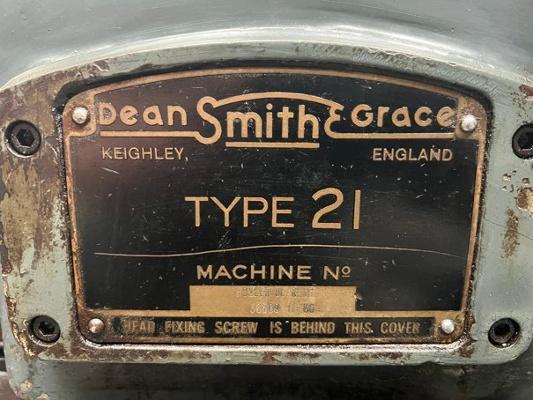 Dean Smith & Grace
KEIGHLEY, ENGLAND
TYPE 21
MACHINE Nº
HEAD FIXING SCREW IS BEHIND THIS COVER